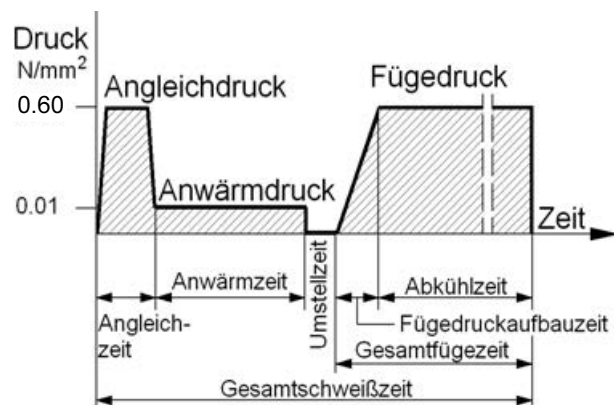 Druck
N/mm²
Angleichdruck
Fügedruck
0.60
Anwärmdruck
0.01
Zeit
Anwärmzeit
Umstellzeit
Abkühlzeit
Angleich-
zeit
Fügedruckaufbauzeit
Gesamtfügezeit
Gesamtschweißzeit